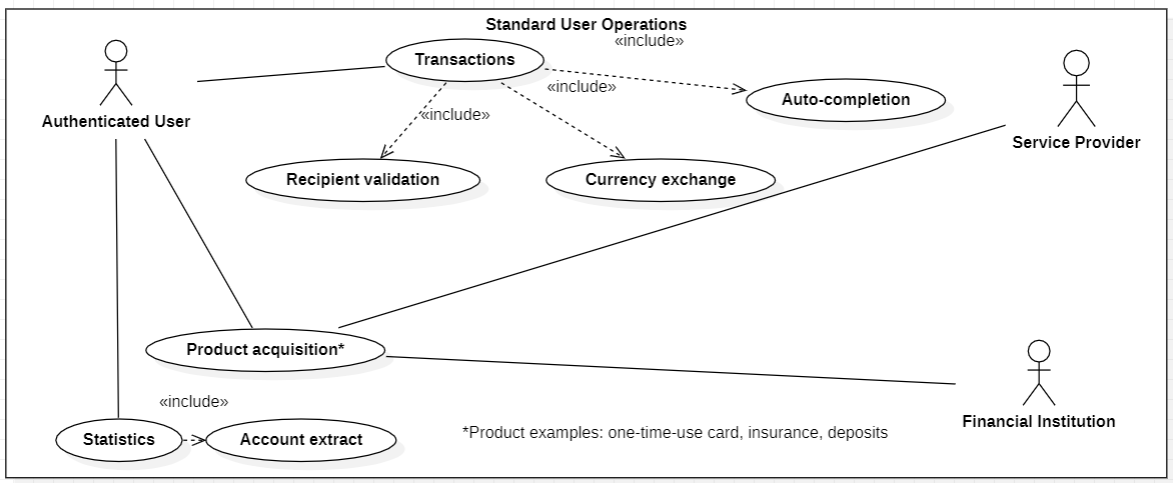 Standard User Operations
«include»
Transactions
«include»
Auto-completion
«include»
Authenticated User
Service Provider
Recipient validation
Currency exchange
Product acquisition*
«include»
Financial Institution
Statistics
Account extract
*Product examples: one-time-use card, insurance, deposits